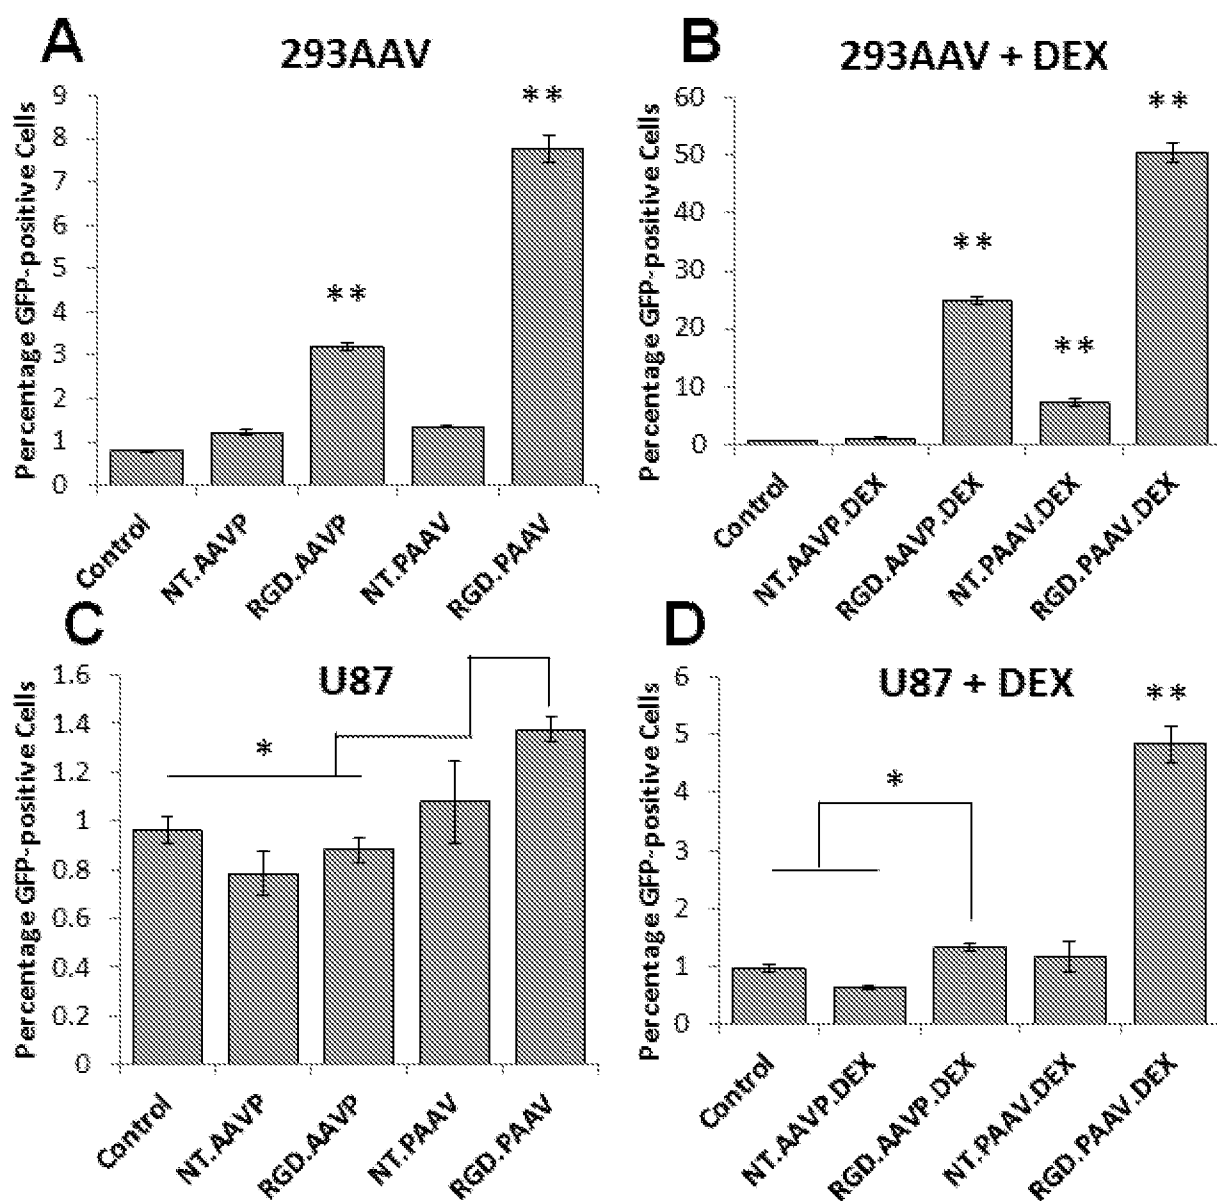 A
293AAV
Percentage GFP-positive Cells
9
8
7
6
5
4
3
2
1
0
**
**
Control
NT.AAVP
RGD.AAVP
NT.PAAV
RGD.PAAV
B
293AAV + DEX
Percentage GFP-positive Cells
60
50
40
30
20
10
0
**
**
**
Control
NT.AAVP.DEX
RGD.AAVP.DEX
NT.PAAV.DEX
RGD.PAAV.DEX
C
U87
Percentage GFP-positive Cells
1.6
1.4
1.2
1
0.8
0.6
0.4
0.2
0
*
Control
NT.AAVP
RGD.AAVP
NT.PAAV
RGD.PAAV
D
U87 + DEX
Percentage GFP-positive Cells
6
5
4
3
2
1
0
*
**
Control
NT.AAVP.DEX
RGD.AAVP.DEX
NT.PAAV.DEX
RGD.PAAV.DEX